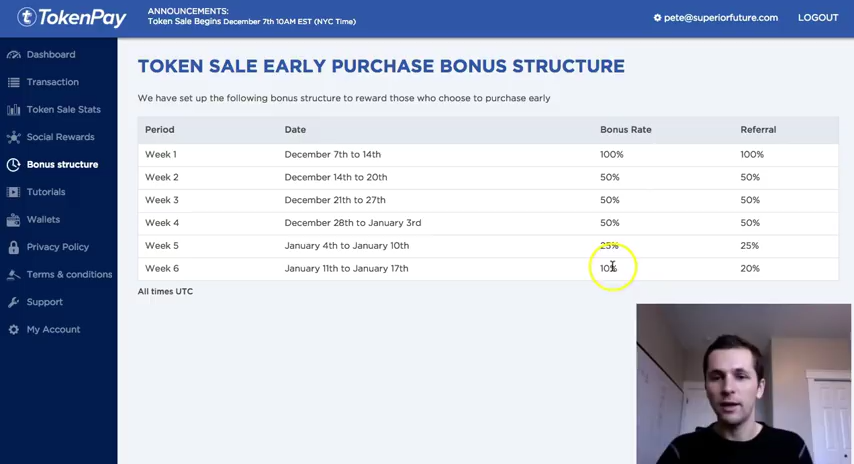 TokenPay
ANNOUNCEMENTS:
Token Sale Begins December 7th 10AM EST (NYC Time)
pete@superiorfuture.com
LOGOUT
Dashboard
Transaction
Token Sale Stats
Social Rewards
Bonus structure
Tutorials
Wallets
Privacy Policy
Terms & conditions
Support
My Account
TOKEN SALE EARLY PURCHASE BONUS STRUCTURE
We have set up the following bonus structure to reward those who choose to purchase early
Period Date Bonus Rate Referral
Week 1 December 7th to 14th 100% 100%
Week 2 December 14th to 20th 50% 50%
Week 3 December 21th to 27th 50% 50%
Week 4 December 28th to January 3rd 50% 50%
Week 5 January 4th to January 10th 25% 25%
Week 6 January 11th to January 17th 10% 20%
All times UTC